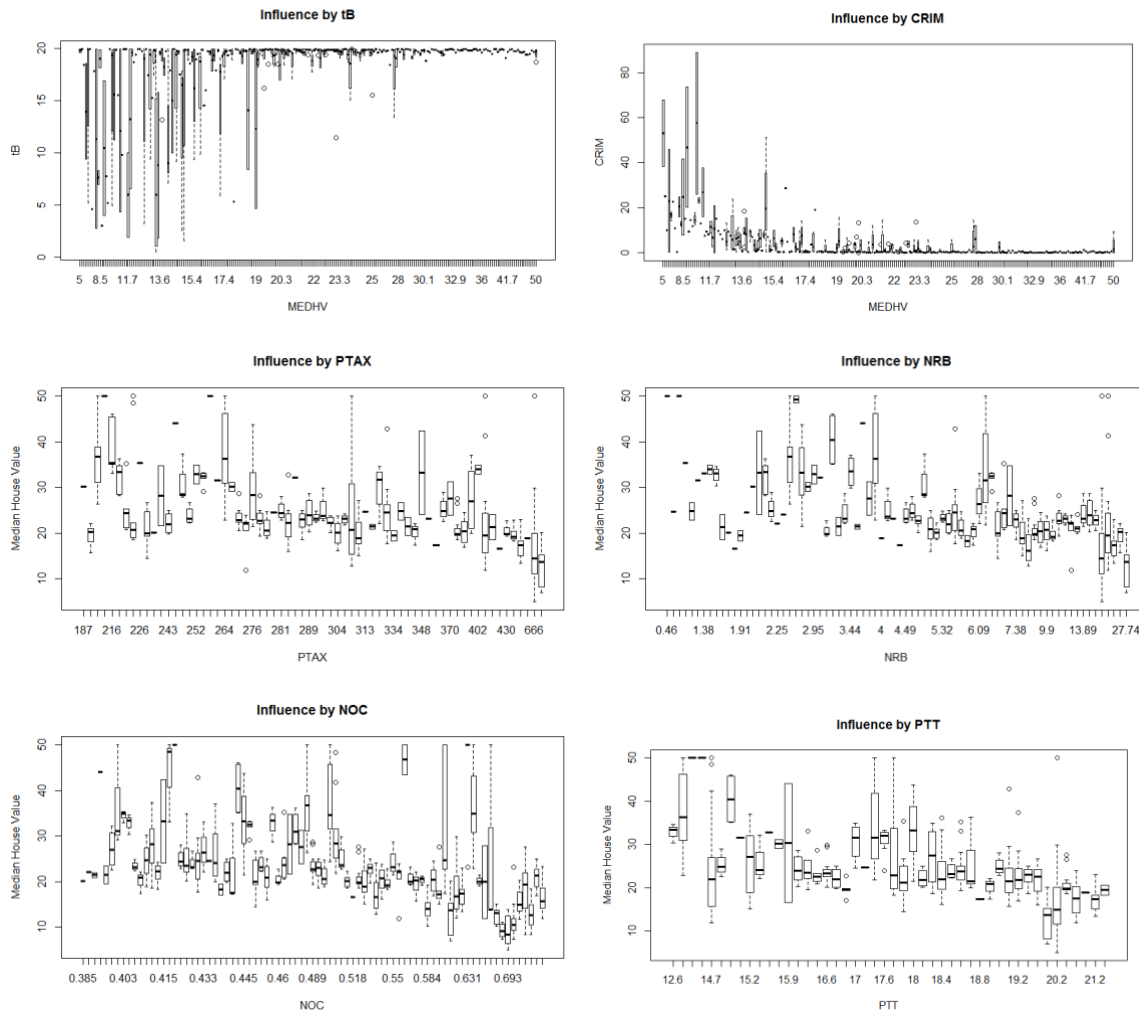 Influence by tB
tB
20
15
10
5
0
5 8.5 11.7 13.6 15.4 17.4 19 20.3 22 23.3 25 28 30.1 32.9 36 41.7 50
MEDHV
Influence by CRIM
CRIM
80
60
40
20
0
5 8.5 11.7 13.6 15.4 17.4 19 20.3 22 23.3 25 28 30.1 32.9 36 41.7 50
MEDHV
Influence by PTAX
Median House Value
50
40
30
20
10
187 216 226 243 252 264 276 281 289 304 313 334 348 370 402 430 666
PTAX
Influence by NRB
Median House Value
50
40
30
20
10
0.46 1.38 1.91 2.25 2.95 3.44 4 4.49 5.32 6.09 7.38 9.9 13.89 27.74
NRB
Influence by NOC
Median House Value
50
40
30
20
10
0.385 0.403 0.415 0.433 0.445 0.46 0.489 0.518 0.55 0.584 0.631 0.693
NOC
Influence by PTT
Median House Value
50
40
30
20
10
12.6 14.7 15.2 15.9 16.6 17 17.6 18 18.4 18.8 19.2 20.2 21.2
PTT